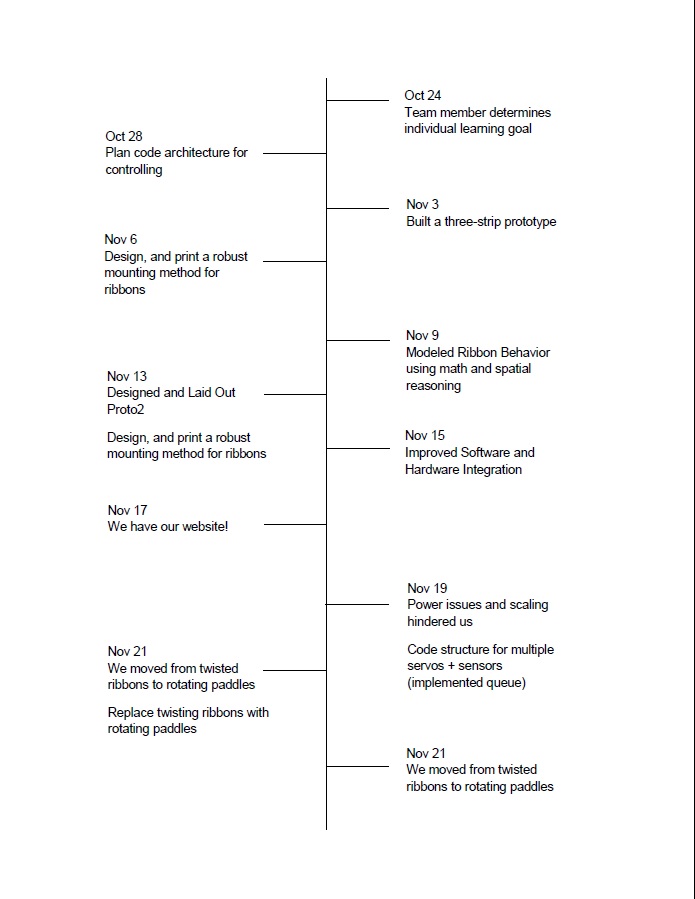 Oct 24
Team member determines
individual learning goal
Oct 28
Plan code architecture for
controlling
Nov 3
Built a three-strip prototype
Nov 6
Design, and print a robust
mounting method for
ribbons
Nov 9
Modeled Ribbon Behavior
using math and spatial
reasoning
Nov 13
Designed and Laid Out
Proto2
Design, and print a robust
mounting method for ribbons
Nov 15
Improved Software and
Hardware Integration
Nov 17
We have our website!
Nov 19
Power issues and scaling
hindered us
Code structure for multiple
servos + sensors
(implemented queue)
Nov 21
We moved from twisted
ribbons to rotating paddles
Replace twisting ribbons with
rotating paddles
Nov 21
We moved from twisted
ribbons to rotating paddles